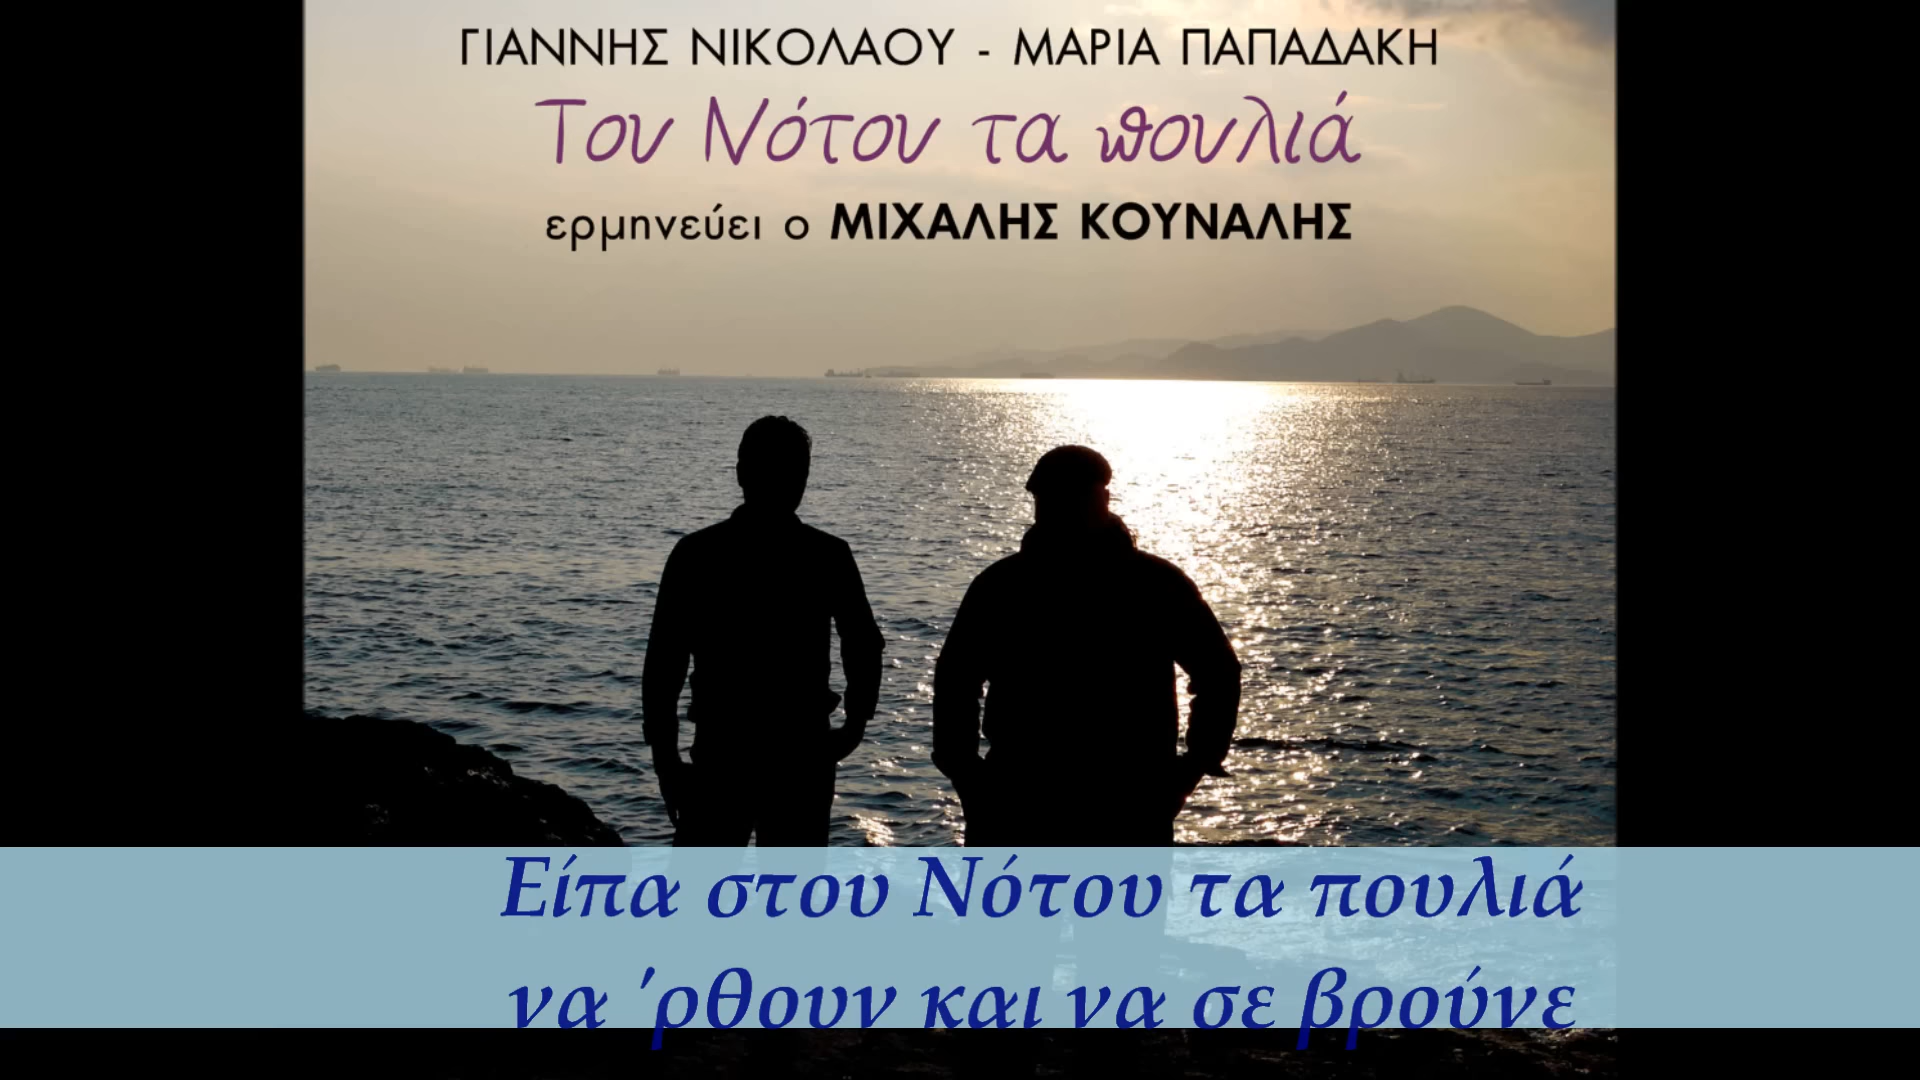 ΓΙΑΝΝΗΣ ΝΙΚΟΛΑΟΥ - ΜΑΡΙΑ ΠΑΠΑΔΑΚΗ
Του Νότου τα πουλιά
ερμηνεύει ο ΜΙΧΑΛΗΣ ΚΟΥΝΑΛΗΣ
Είπα στου Νότου τα πουλιά
να 'ρθουν και να σε βρούνε